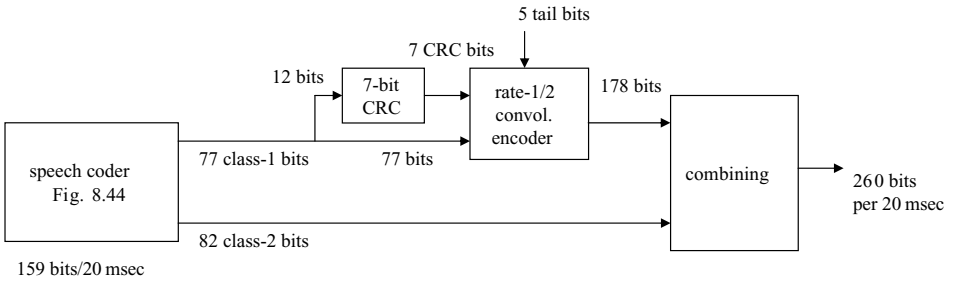 5 tail bits
7 CRC bits
12 bits
7-bit
CRC
rate-1/2
convol.
encoder
178 bits
77 class-1 bits
77 bits
speech coder
Fig. 8.44
combining
260 bits
per 20 msec
82 class-2 bits
159 bits/20 msec